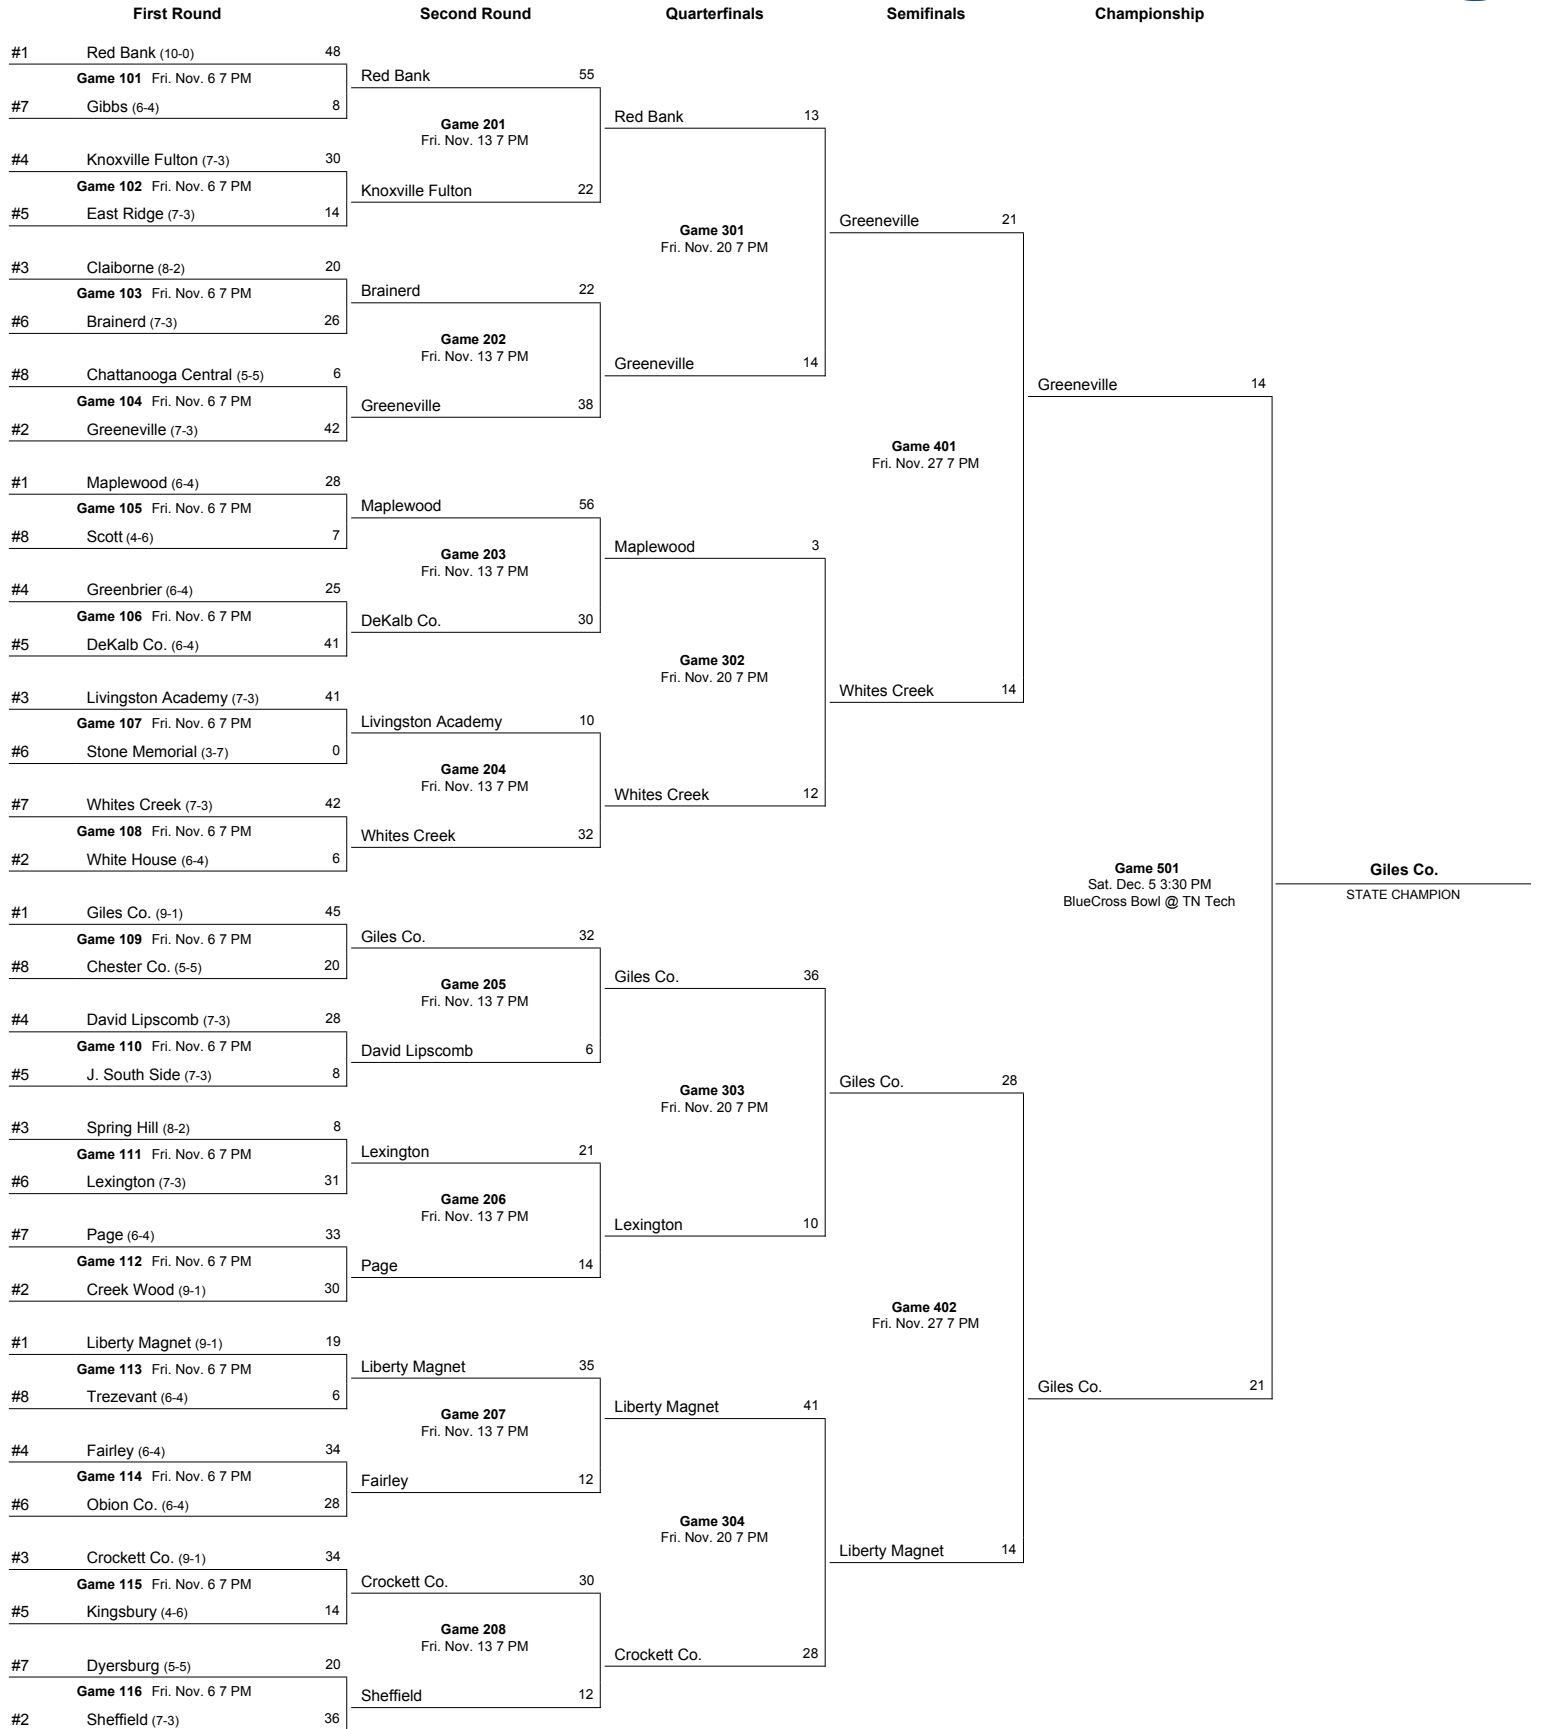 First Round Second Round Quarterfinals Semifinals Championship
#1 Red Bank (10-0) 48
Game 101 Fri. Nov. 6 7 PM
#7 Gibbs (6-4) 8
#4 Knoxville Fulton (7-3) 30
Game 102 Fri. Nov. 6 7 PM
#5 East Ridge (7-3) 14
#3 Claiborne (8-2) 20
Game 103 Fri. Nov. 6 7 PM
#6 Brainerd (7-3) 26
#8 Chattanooga Central (5-5) 6
Game 104 Fri. Nov. 6 7 PM
#2 Greeneville (7-3) 42
#1 Maplewood (6-4) 28
Game 105 Fri. Nov. 6 7 PM
#8 Scott (4-6) 7
#4 Greenbrier (6-4) 25
Game 106 Fri. Nov. 6 7 PM
#5 DeKalb Co. (6-4) 41
#3 Livingston Academy (7-3) 41
Game 107 Fri. Nov. 6 7 PM
#6 Stone Memorial (3-7) 0
#7 Whites Creek (7-3) 42
Game 108 Fri. Nov. 6 7 PM
#2 White House (6-4) 6
#1 Giles Co. (9-1) 45
Game 109 Fri. Nov. 6 7 PM
#8 Chester Co. (5-5) 20
#4 David Lipscomb (7-3) 28
Game 110 Fri. Nov. 6 7 PM
#5 J. South Side (7-3) 8
#3 Spring Hill (8-2) 8
Game 111 Fri. Nov. 6 7 PM
#6 Lexington (7-3) 31
#7 Page (6-4) 33
Game 112 Fri. Nov. 6 7 PM
#2 Creek Wood (9-1) 30
#1 Liberty Magnet (9-1) 19
Game 113 Fri. Nov. 6 7 PM
#8 Trezevant (6-4) 6
#4 Fairley (6-4) 34
Game 114 Fri. Nov. 6 7 PM
#6 Obion Co. (6-4) 28
#3 Crockett Co. (9-1) 34
Game 115 Fri. Nov. 6 7 PM
#5 Kingsbury (4-6) 14
#7 Dyersburg (5-5) 20
Game 116 Fri. Nov. 6 7 PM
#2 Sheffield (7-3) 36
Red Bank 55
Game 201
Fri. Nov. 13 7 PM
Knoxville Fulton 22
Brainerd 22
Game 202
Fri. Nov. 13 7 PM
Greeneville 38
Maplewood 56
Game 203
Fri. Nov. 13 7 PM
DeKalb Co. 30
Livingston Academy 10
Game 204
Fri. Nov. 13 7 PM
Whites Creek 32
Giles Co. 32
Game 205
Fri. Nov. 13 7 PM
David Lipscomb 6
Lexington 21
Game 206
Fri. Nov. 13 7 PM
Page 14
Liberty Magnet 35
Game 207
Fri. Nov. 13 7 PM
Fairley 12
Crockett Co. 30
Game 208
Fri. Nov. 13 7 PM
Sheffield 12
Red Bank 13
Game 301
Fri. Nov. 20 7 PM
Greeneville 14
Maplewood 3
Game 302
Fri. Nov. 20 7 PM
Whites Creek 12
Giles Co. 36
Game 303
Fri. Nov. 20 7 PM
Lexington 10
Liberty Magnet 41
Game 304
Fri. Nov. 20 7 PM
Crockett Co. 28
Greeneville 21
Game 401
Fri. Nov. 27 7 PM
Whites Creek 14
Giles Co. 28
Game 402
Fri. Nov. 27 7 PM
Liberty Magnet 14
Greeneville 14
Game 501
Sat. Dec. 5 3:30 PM
BlueCross Bowl @ TN Tech
Giles Co. 21
Giles Co.
STATE CHAMPION